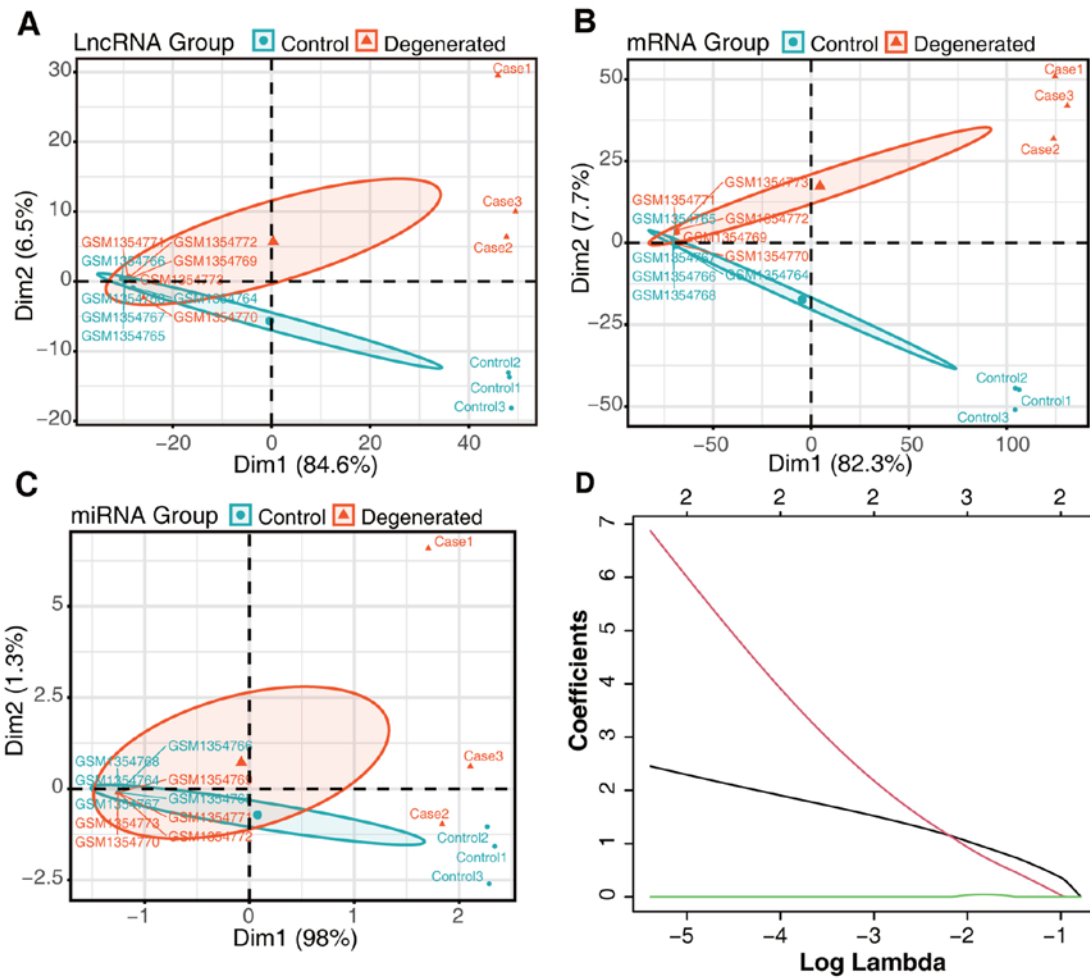 A
LncRNA Group Control Degenerated
30
20
10
0
−10
−20
Dim2 (6.5%)
Case1
Case3
Case2
GSM1354771 GSM1354772
GSM1354766 GSM1354769
GSM1354773
GSM1354764
GSM1354767 GSM1354770
GSM1354765
Control2
Control1
Control3
−20 0 20 40
Dim1 (84.6%)
B
mRNA Group Control Degenerated
50
25
0
−25
−50
Dim2 (7.7%)
Case1
Case3
Case2
GSM1354773
GSM1354771
GSM1354765 GSM1354772
GSM1354769
GSM1354767 GSM1354770
GSM1354766 GSM1354764
GSM1354768
Control2
Control1
Control3
−50 0 50 100
Dim1 (82.3%)
C
miRNA Group Control Degenerated
5
2.5
0
−2.5
Dim2 (1.3%)
Case1
Case3
Case2
GSM1354766
GSM1354768
GSM1354764 GSM1354769
GSM1354767
GSM1354773 GSM1354771
GSM1354770 GSM1354772
Control2
Control1
Control3
−1 0 1 2
Dim1 (98%)
D
2 2 2 3 2
7
6
5
4
3
2
1
0
Coefficients
−5 −4 −3 −2 −1
Log Lambda